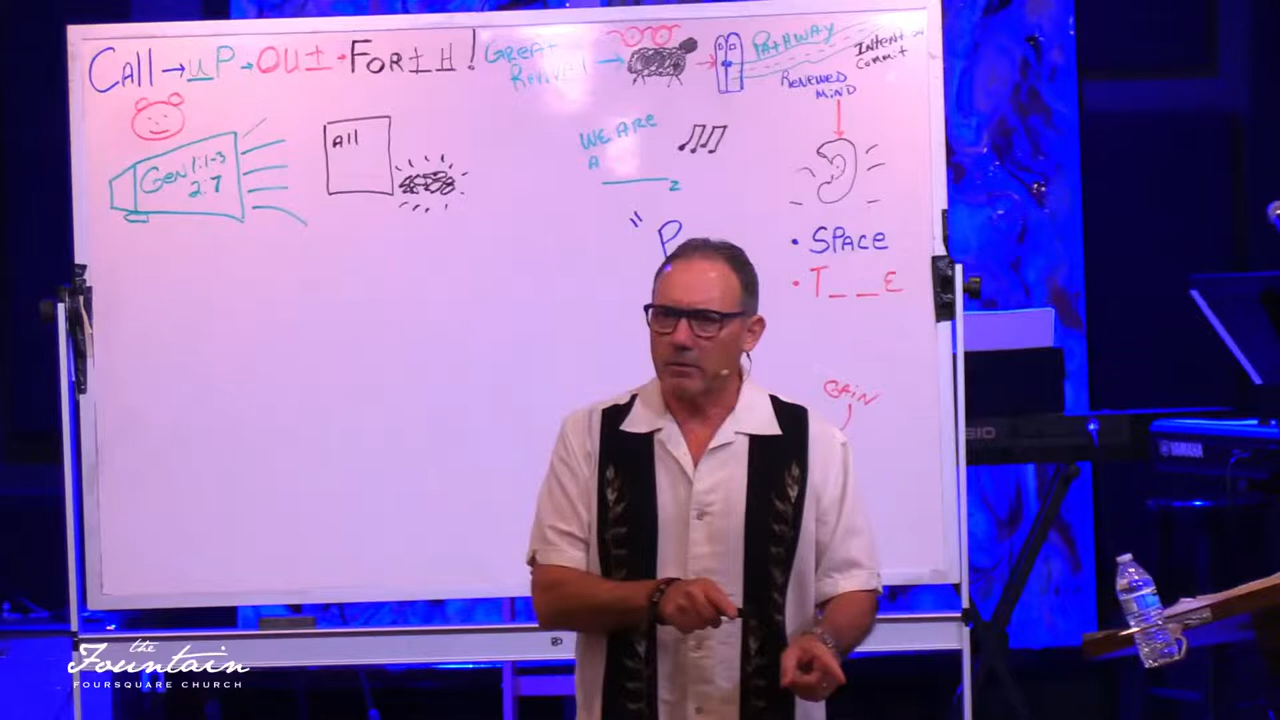 CALL → UP → OUT → FORTH!
GREAT
REVIVAL
PATHWAY
INTENT
COMMIT
RENEWED
MIND
Gen 1:1-3
2:7
All
WE ARE
A
" P
• SPACE
• T _ _ E
GAIN
CASIO
YAMAHA
the
Fountain
FOURSQUARE CHURCH